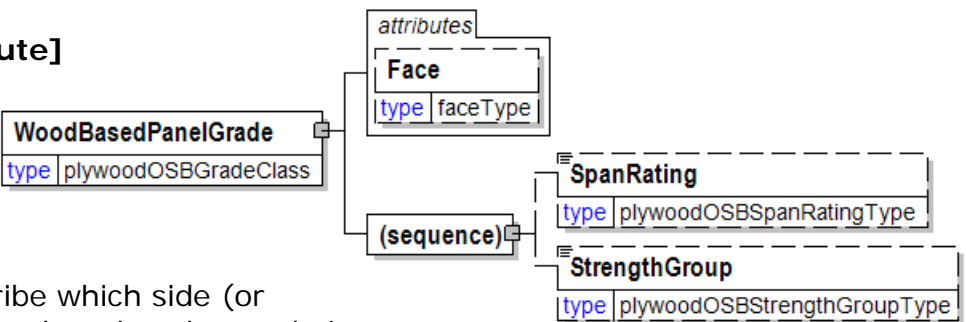 ute]
attributes
Face
type faceType
WoodBasedPanelGrade
type plywoodOSBGradeClass
SpanRating
type plywoodOSBSpanRatingType
(sequence)
StrengthGroup
type plywoodOSBStrengthGroupType
ribe which side (or